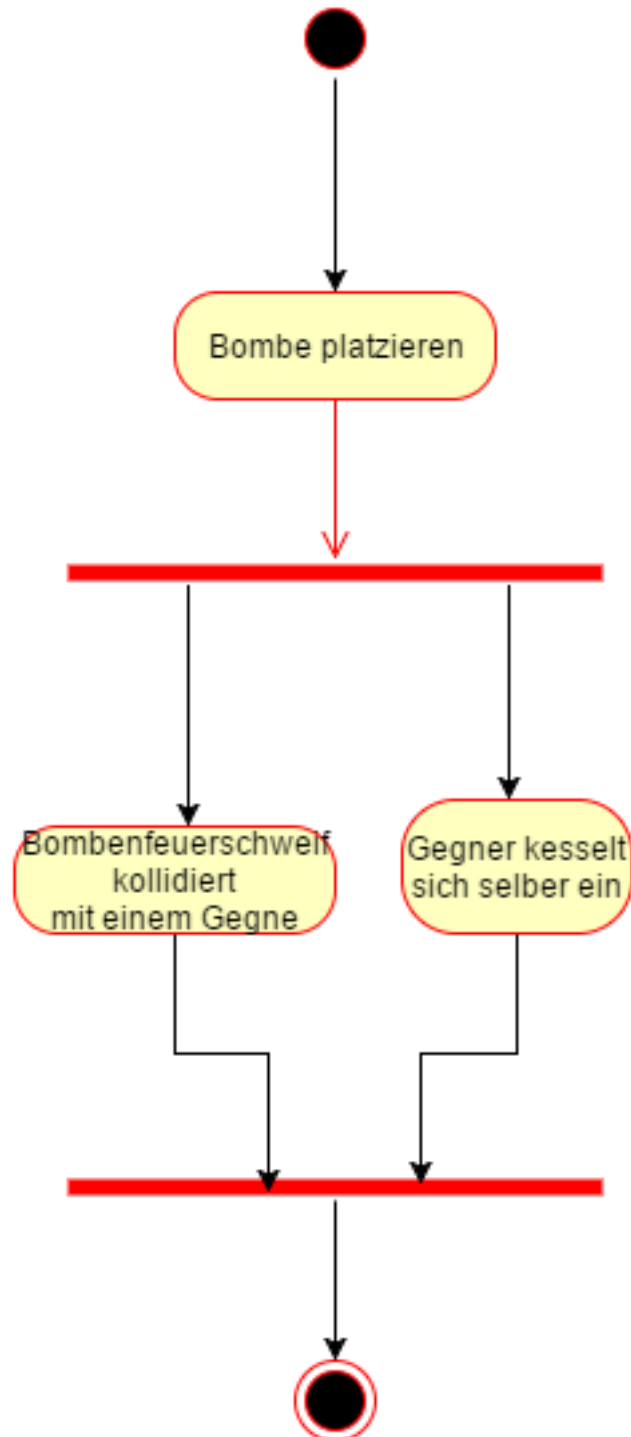 Bombe platzieren
Bombenfeuerschweif
kollidiert
mit einem Gegne
Gegner kesselt
sich selber ein